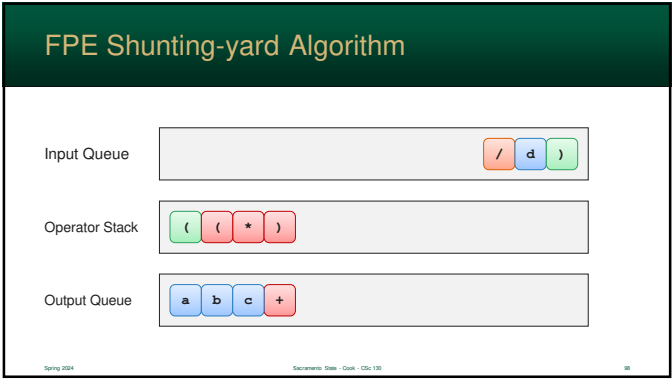 FPE Shunting-yard Algorithm
Input Queue / d )
Operator Stack ( ( * )
Output Queue a b c +
Spring 2024 Sacramento State - Cook - CSc 130 98